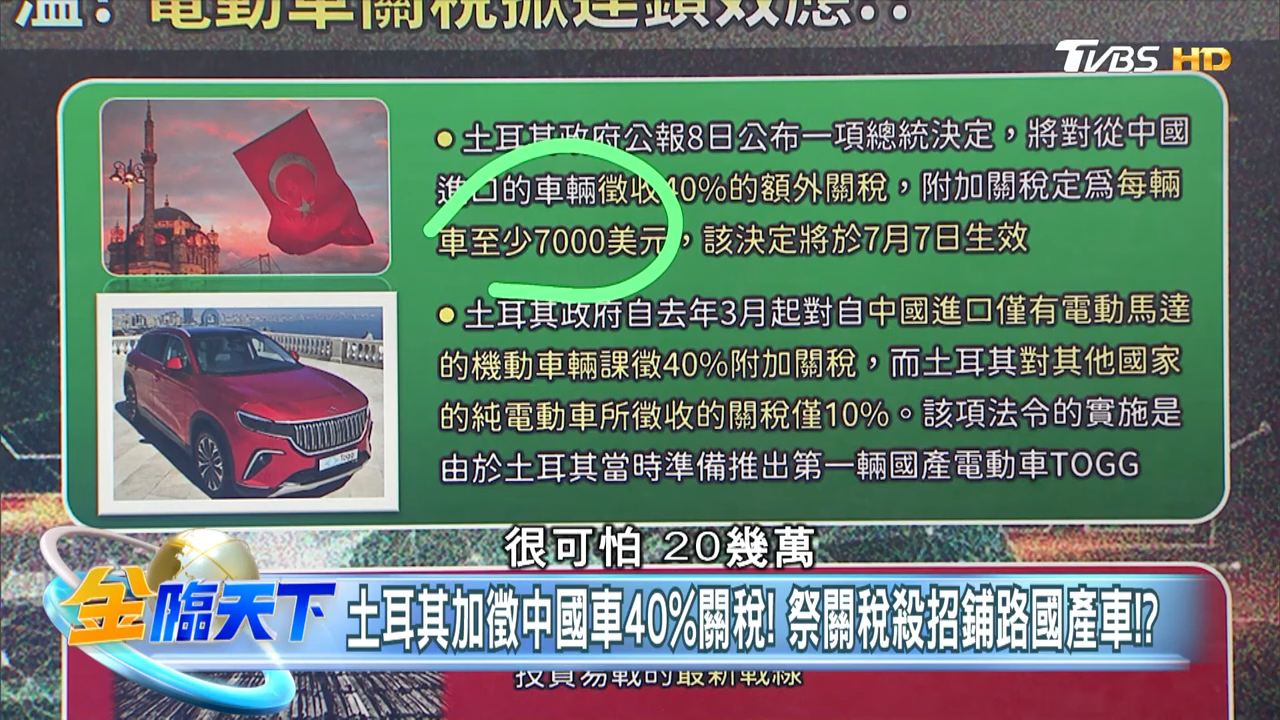 溫: 電動車關稅掀連鎖效應..
TVBS HD
● 土耳其政府公報8日公布一項總統決定，將對從中國
進口的車輛徵收40%的額外關稅，附加關稅定為每輛
車至少7000美元，該決定將於7月7日生效
● 土耳其政府自去年3月起對自中國進口僅有電動馬達
的機動車輛課徵40%附加關稅，而土耳其對其他國家
的純電動車所徵收的關稅僅10%。該項法令的實施是
由於土耳其當時準備推出第一輛國產電動車TOGG
很可怕 20幾萬
金臨天下
土耳其加徵中國車40%關稅! 祭關稅殺招鋪路國產車!?
投貿易戰的最新戰線